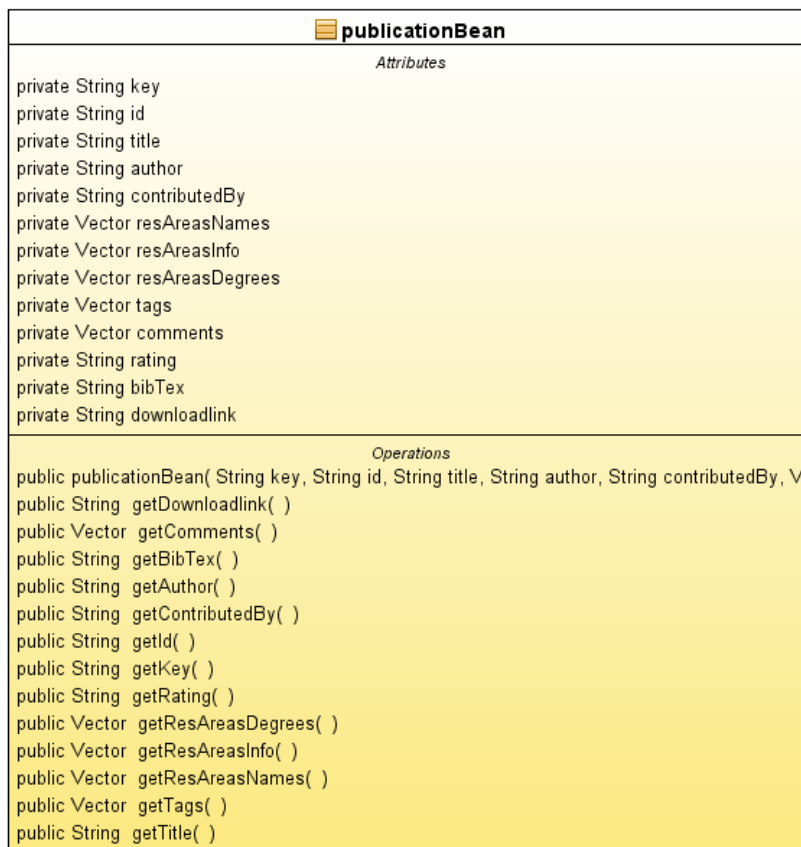 publicationBean
Attributes
private String key
private String id
private String title
private String author
private String contributedBy
private Vector resAreasNames
private Vector resAreasInfo
private Vector resAreasDegrees
private Vector tags
private Vector comments
private String rating
private String bibTex
private String downloadlink
Operations
public publicationBean( String key, String id, String title, String author, String contributedBy, V
public String getDownloadlink( )
public Vector getComments( )
public String getBibTex( )
public String getAuthor( )
public String getContributedBy( )
public String getId( )
public String getKey( )
public String getRating( )
public Vector getResAreasDegrees( )
public Vector getResAreasInfo( )
public Vector getResAreasNames( )
public Vector getTags( )
public String getTitle( )